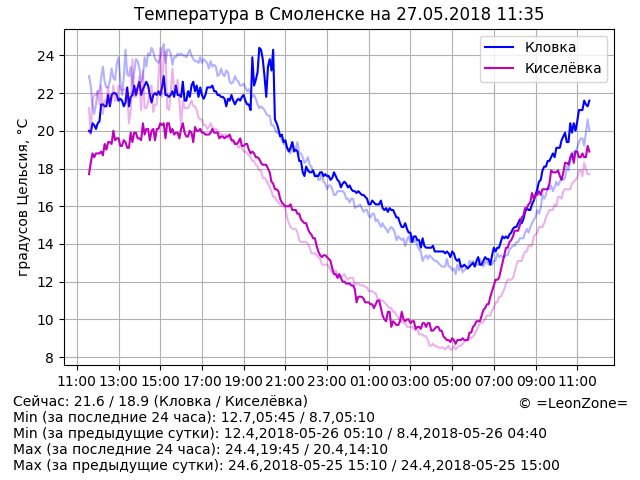 Температура в Смоленске на 27.05.2018 11:35
градусов Цельсия, °C
24
22
20
18
16
14
12
10
8
Кловка
Киселёвка
11:00 13:00 15:00 17:00 19:00 21:00 23:00 01:00 03:00 05:00 07:00 09:00 11:00
Сейчас: 21.6 / 18.9 (Кловка / Киселёвка)
© =LeonZone=
Min (за последние 24 часа): 12.7,05:45 / 8.7,05:10
Min (за предыдущие сутки): 12.4,2018-05-26 05:10 / 8.4,2018-05-26 04:40
Max (за последние 24 часа): 24.4,19:45 / 20.4,14:10
Max (за предыдущие сутки): 24.6,2018-05-25 15:10 / 24.4,2018-05-25 15:00